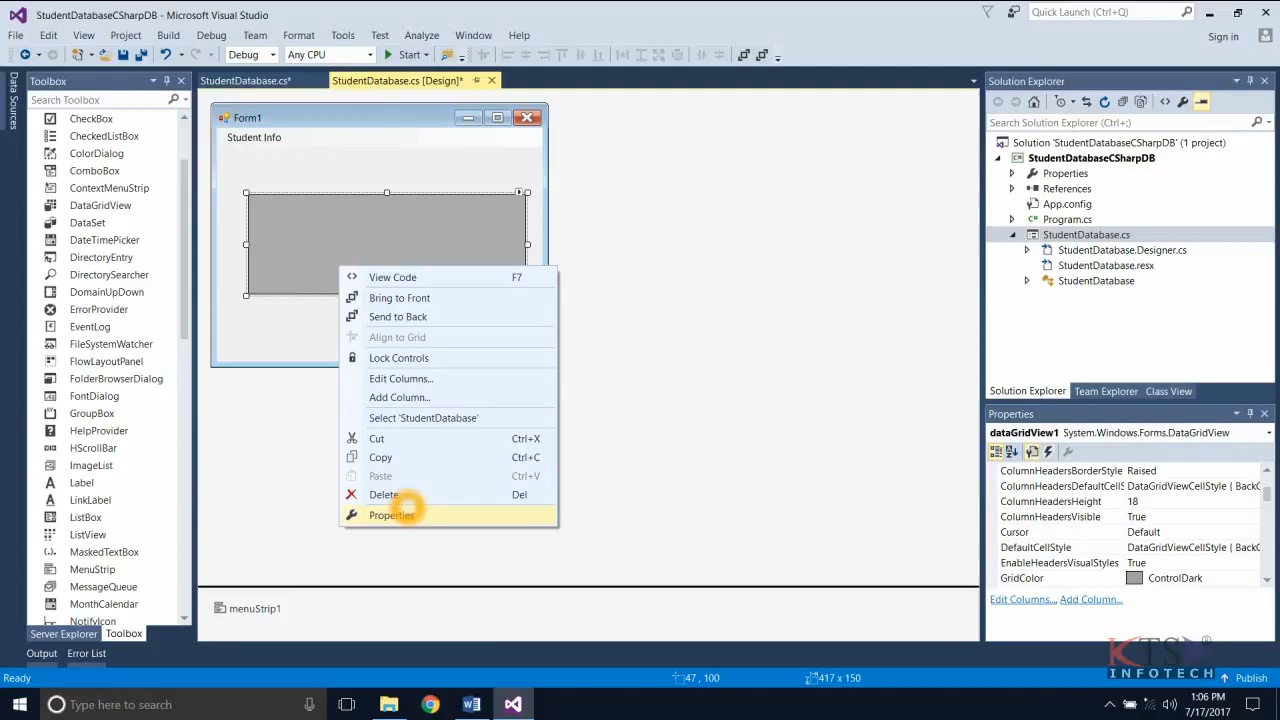 StudentDatabaseCSharpDB - Microsoft Visual Studio
Quick Launch (Ctrl+Q)
File Edit View Project Build Debug Team Format Tools Test Analyze Window Help
Sign in
Debug Any CPU Start
Data Sources
Toolbox
Search Toolbox
CheckBox
CheckedListBox
ColorDialog
ComboBox
ContextMenuStrip
DataGridView
DataSet
DateTimePicker
DirectoryEntry
DirectorySearcher
DomainUpDown
ErrorProvider
EventLog
FileSystemWatcher
FlowLayoutPanel
FolderBrowserDialog
FontDialog
GroupBox
HelpProvider
HScrollBar
ImageList
Label
LinkLabel
ListBox
ListView
MaskedTextBox
MenuStrip
MessageQueue
MonthCalendar
NotifyIcon
Server Explorer Toolbox
Output Error List
StudentDatabase.cs* StudentDatabase.cs [Design]*
Form1
Student Info
View Code F7
Bring to Front
Send to Back
Align to Grid
Lock Controls
Edit Columns...
Add Column...
Select 'StudentDatabase'
Cut Ctrl+X
Copy Ctrl+C
Paste Ctrl+V
Delete Del
Properties
menuStrip1
Solution Explorer
Search Solution Explorer (Ctrl+;)
Solution 'StudentDatabaseCSharpDB' (1 project)
StudentDatabaseCSharpDB
Properties
References
App.config
Program.cs
StudentDatabase.cs
StudentDatabase.Designer.cs
StudentDatabase.resx
StudentDatabase
Solution Explorer Team Explorer Class View
Properties
dataGridView1 System.Windows.Forms.DataGridView
ColumnHeadersBorderStyle Raised
ColumnHeadersDefaultCellS DataGridViewCellStyle { BackC
ColumnHeadersHeight 18
ColumnHeadersVisible True
Cursor Default
DefaultCellStyle DataGridViewCellStyle { BackC
EnableHeadersVisualStyles True
GridColor ControlDark
Edit Columns... Add Column...
KTS
INFOTECH
Ready 47, 100 417 x 150 Publish
Type here to search
1:06 PM
7/17/2017